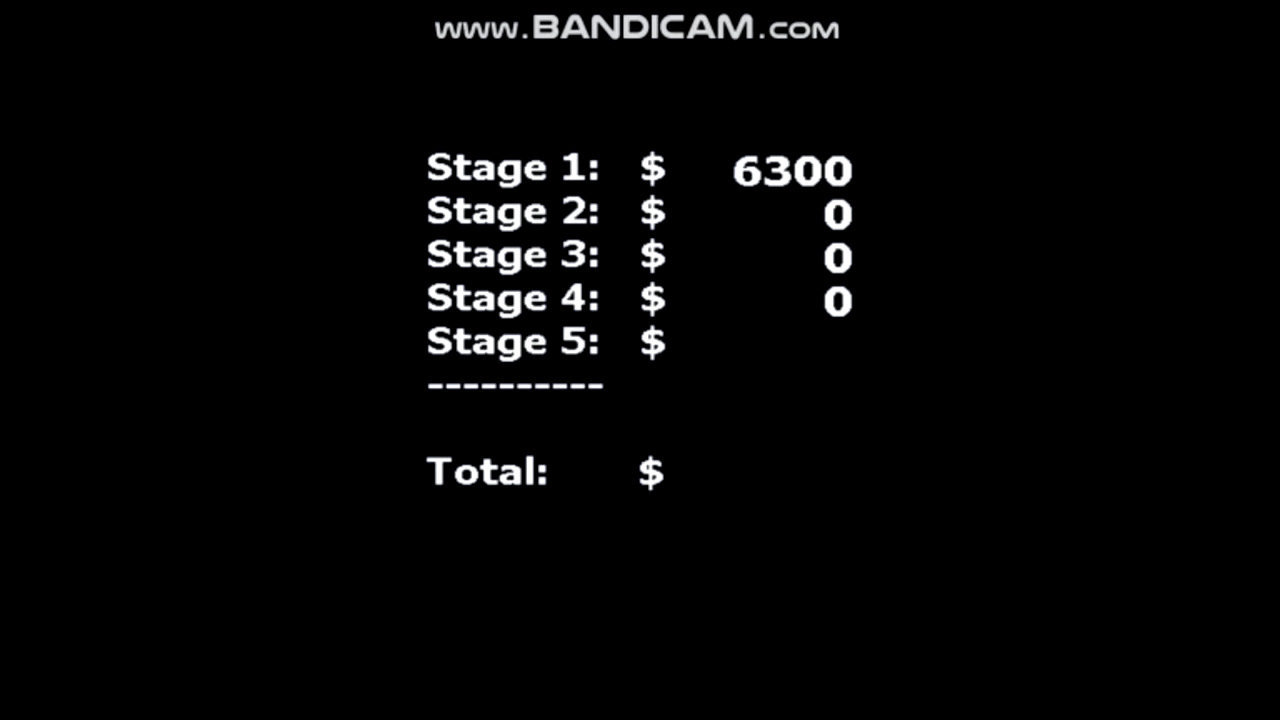 www.BANDICAM.com
Stage 1: $ 6300
Stage 2: $ 0
Stage 3: $ 0
Stage 4: $ 0
Stage 5: $
----------
Total: $